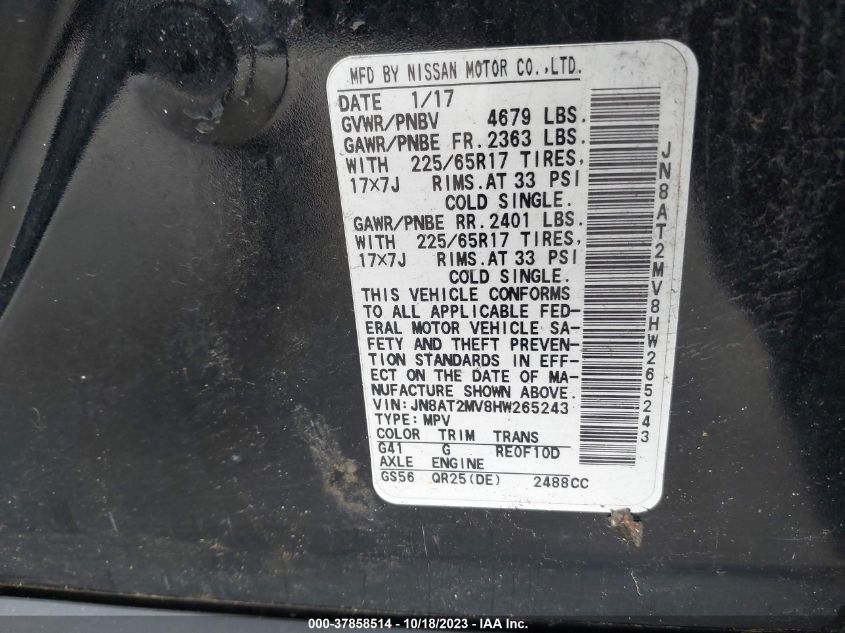 MFD BY NISSAN MOTOR CO.,LTD.
DATE 1/17
GVWR/PNBV 4679 LBS.
GAWR/PNBE FR.2363 LBS.
WITH 225/65R17 TIRES,
17×7J RIMS.AT 33 PSI
COLD SINGLE.
GAWR/PNBE RR.2401 LBS.
WITH 225/65R17 TIRES,
17×7J RIMS.AT 33 PSI
COLD SINGLE.
THIS VEHICLE CONFORMS
TO ALL APPLICABLE FED-
ERAL MOTOR VEHICLE SA-
FETY AND THEFT PREVEN-
TION STANDARDS IN EFF-
ECT ON THE DATE OF MA-
NUFACTURE SHOWN ABOVE.
VIN:JN8AT2MV8HW265243
TYPE:MPV
COLOR TRIM TRANS
G41 G RE0F10D
AXLE ENGINE
GS56 QR25(DE) 2488CC
JN8AT2MV8HW265243
000-37858514 - 10/18/2023 - IAA Inc.